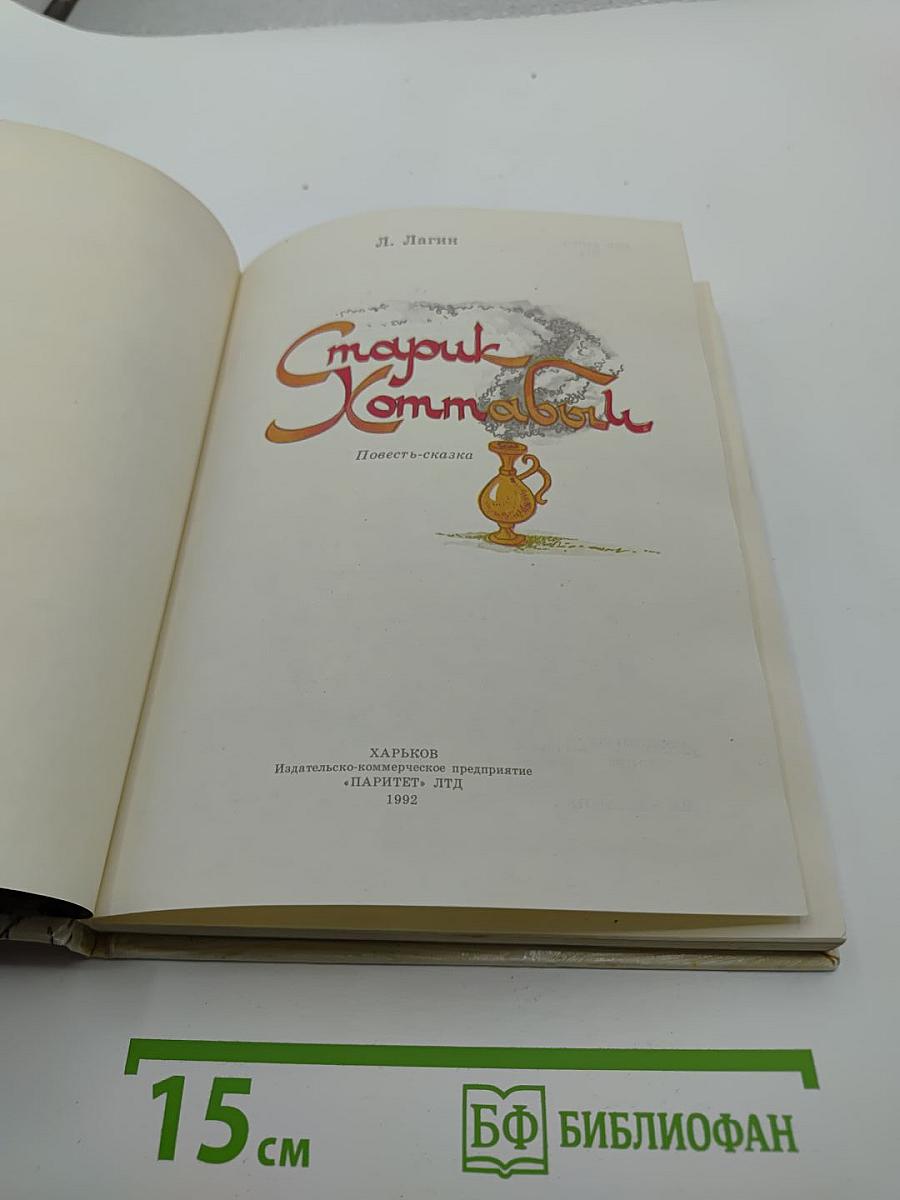 Л. Лагин
Старик
Хоттабыч
Повесть-сказка
ХАРЬКОВ
Издательско-коммерческое предприятие
«ПАРИТЕТ» ЛТД
1992
15 см
БФ БИБЛИОФАН